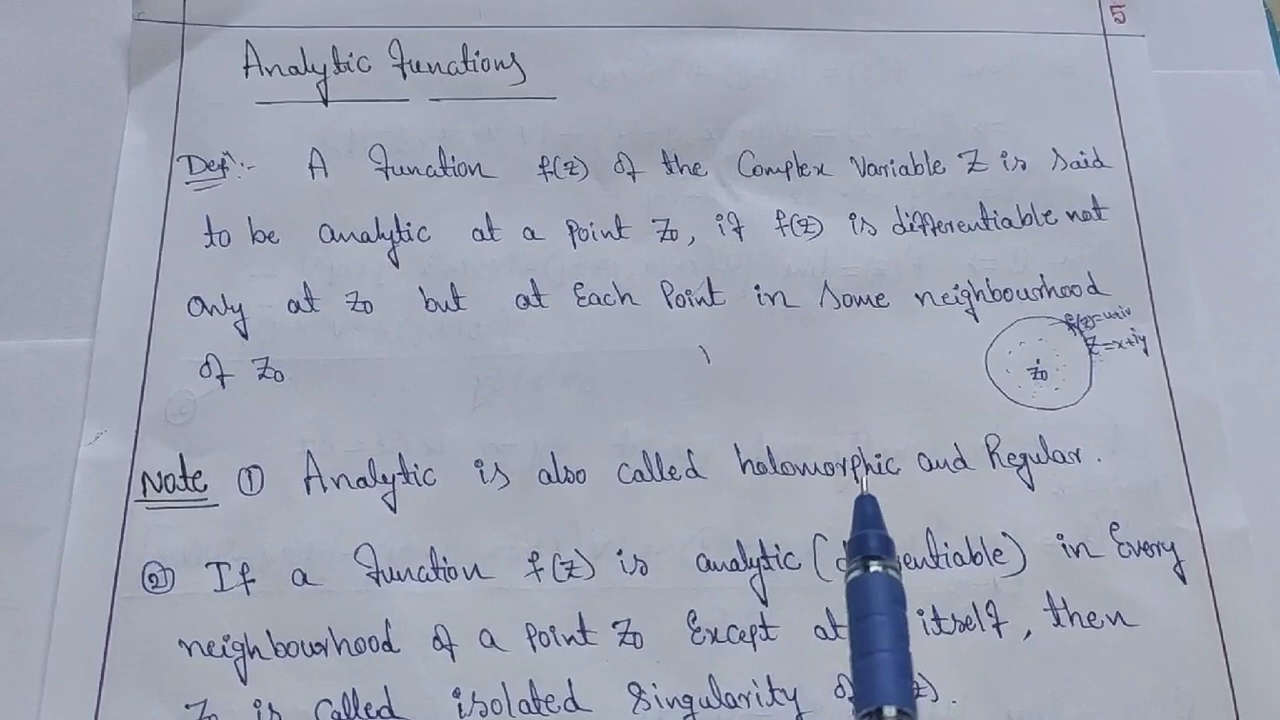 5
Analytic Functions
Defⁿ:- A function f(z) of the Complex Variable Z is said
to be analytic at a point Z₀, if f(z) is differentiable not
only at Z₀ but at Each Point in some neighbourhood
of Z₀
f(z)=u+iv
Z=x+iy
Z₀
Note ① Analytic is also called holomorphic and Regular.
② If a function f(z) is analytic ( entiable) in Every
neighbourhood of a point Z₀ Except at itself, then
Z₀ is called isolated Singularity